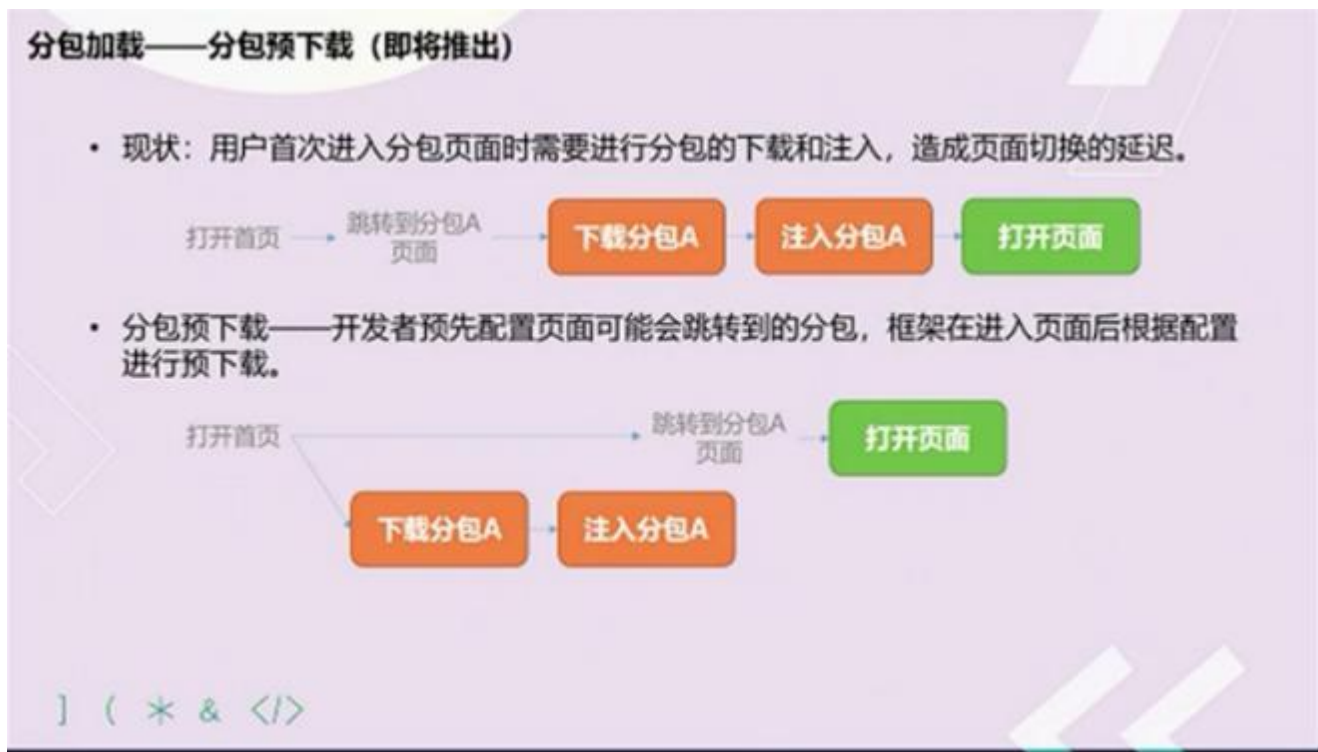 分包加载——分包预下载（即将推出）
• 现状：用户首次进入分包页面时需要进行分包的下载和注入，造成页面切换的延迟。
打开首页
跳转到分包A
页面
下载分包A
注入分包A
打开页面
• 分包预下载——开发者预先配置页面可能会跳转到的分包，框架在进入页面后根据配置
进行预下载。
打开首页
跳转到分包A
页面
打开页面
下载分包A
注入分包A
] ( * & </>